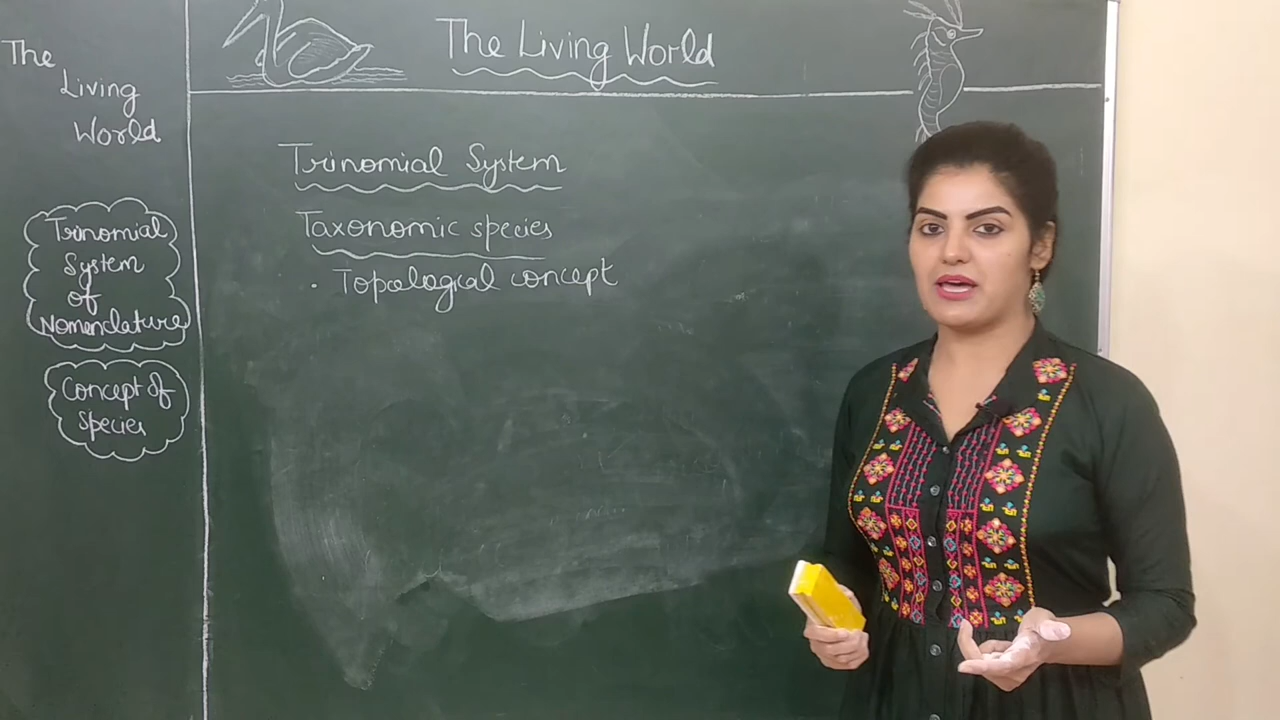 The
Living
World
Trinomial
System
of
Nomenclature
Concept of
Species
The Living World
Trinomial System
Taxonomic species
• Topological concept